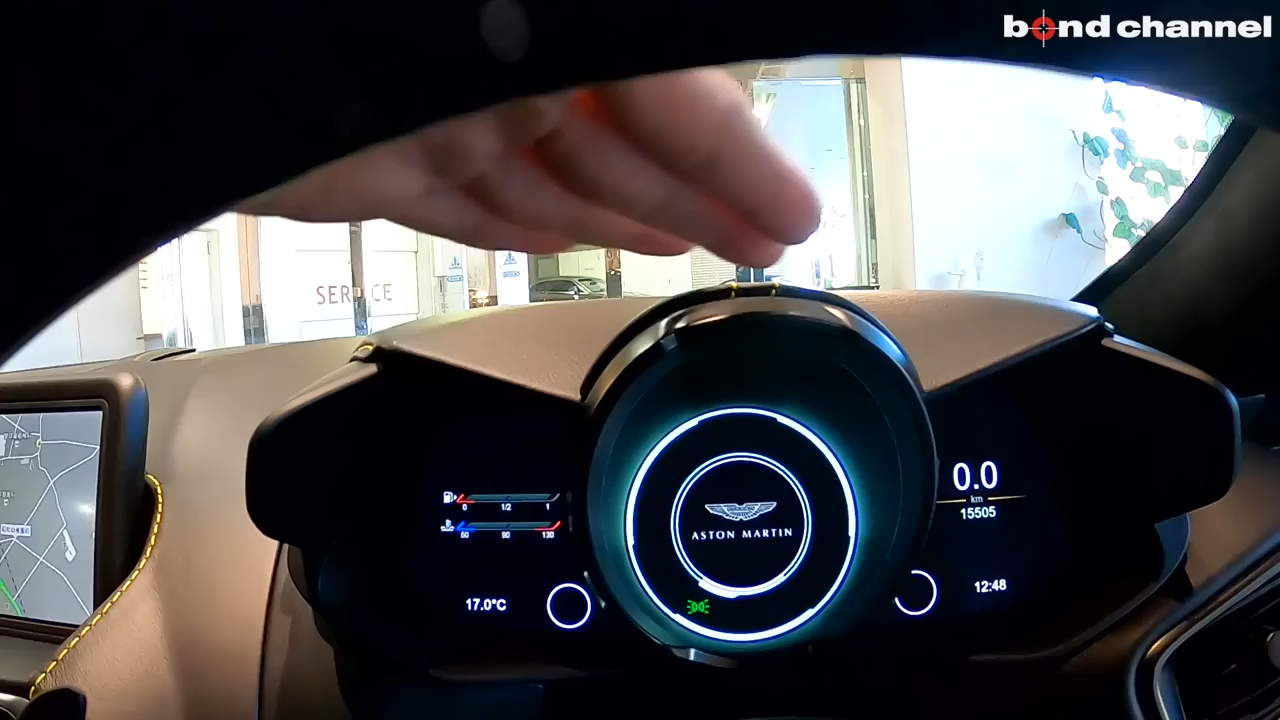 bond channel
SERVICE
0
1/2
1
50
90
130
17.0°C
ASTON MARTIN
0.0
km
15505
12:48